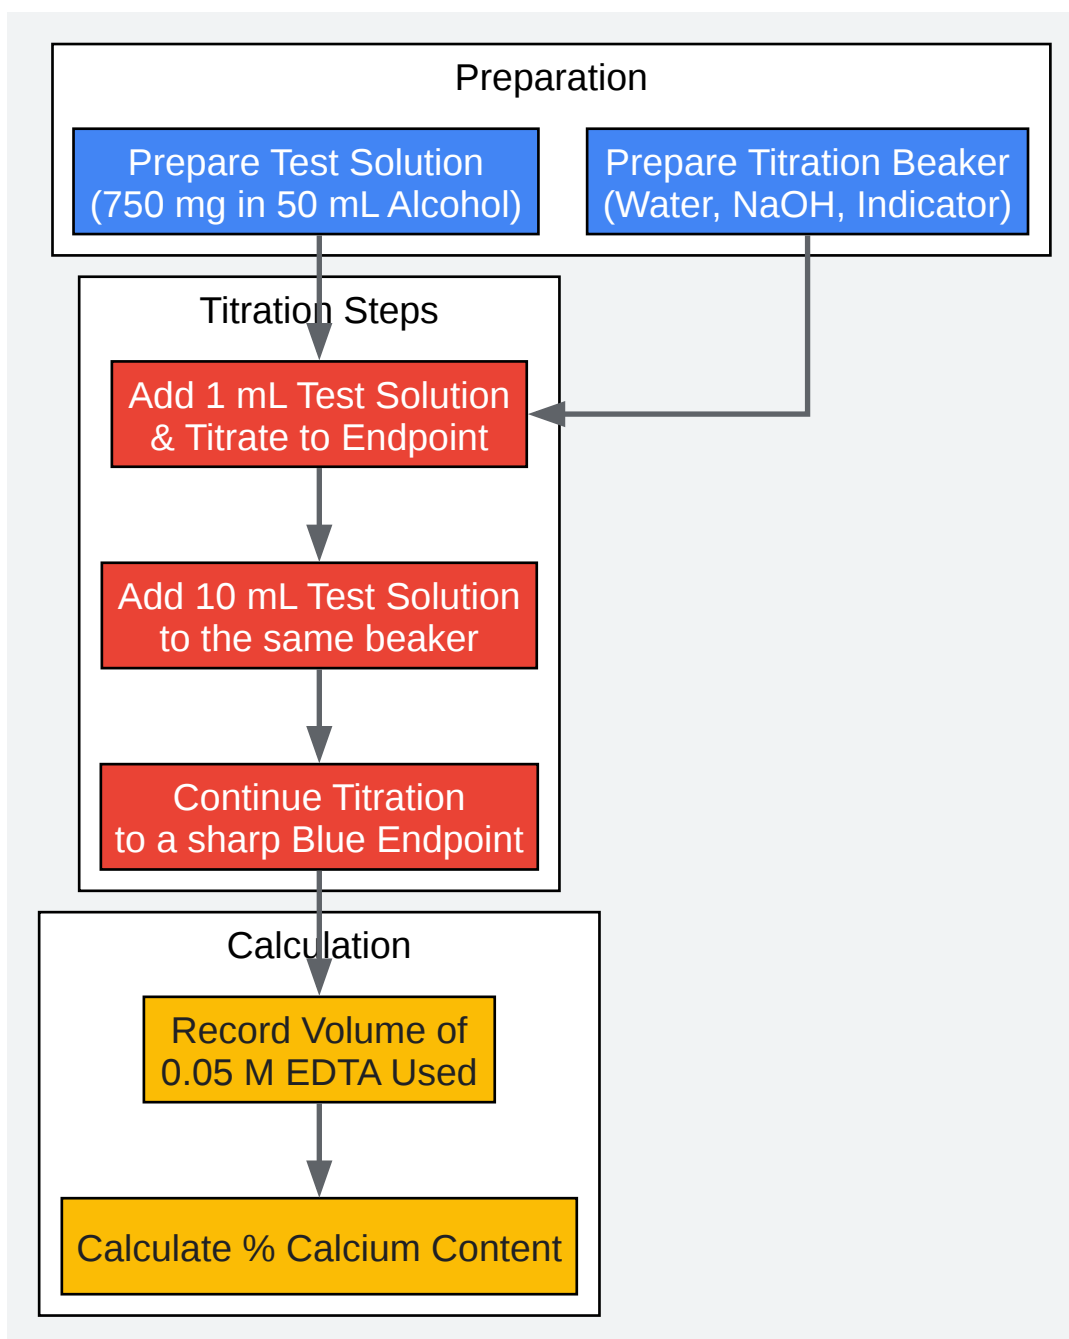 Preparation
Prepare Test Solution
(750 mg in 50 mL Alcohol)
Prepare Titration Beaker
(Water, NaOH, Indicator)
Titration Steps
Add 1 mL Test Solution
& Titrate to Endpoint
Add 10 mL Test Solution
to the same beaker
Continue Titration
to a sharp Blue Endpoint
Calculation
Record Volume of
0.05 M EDTA Used
Calculate % Calcium Content